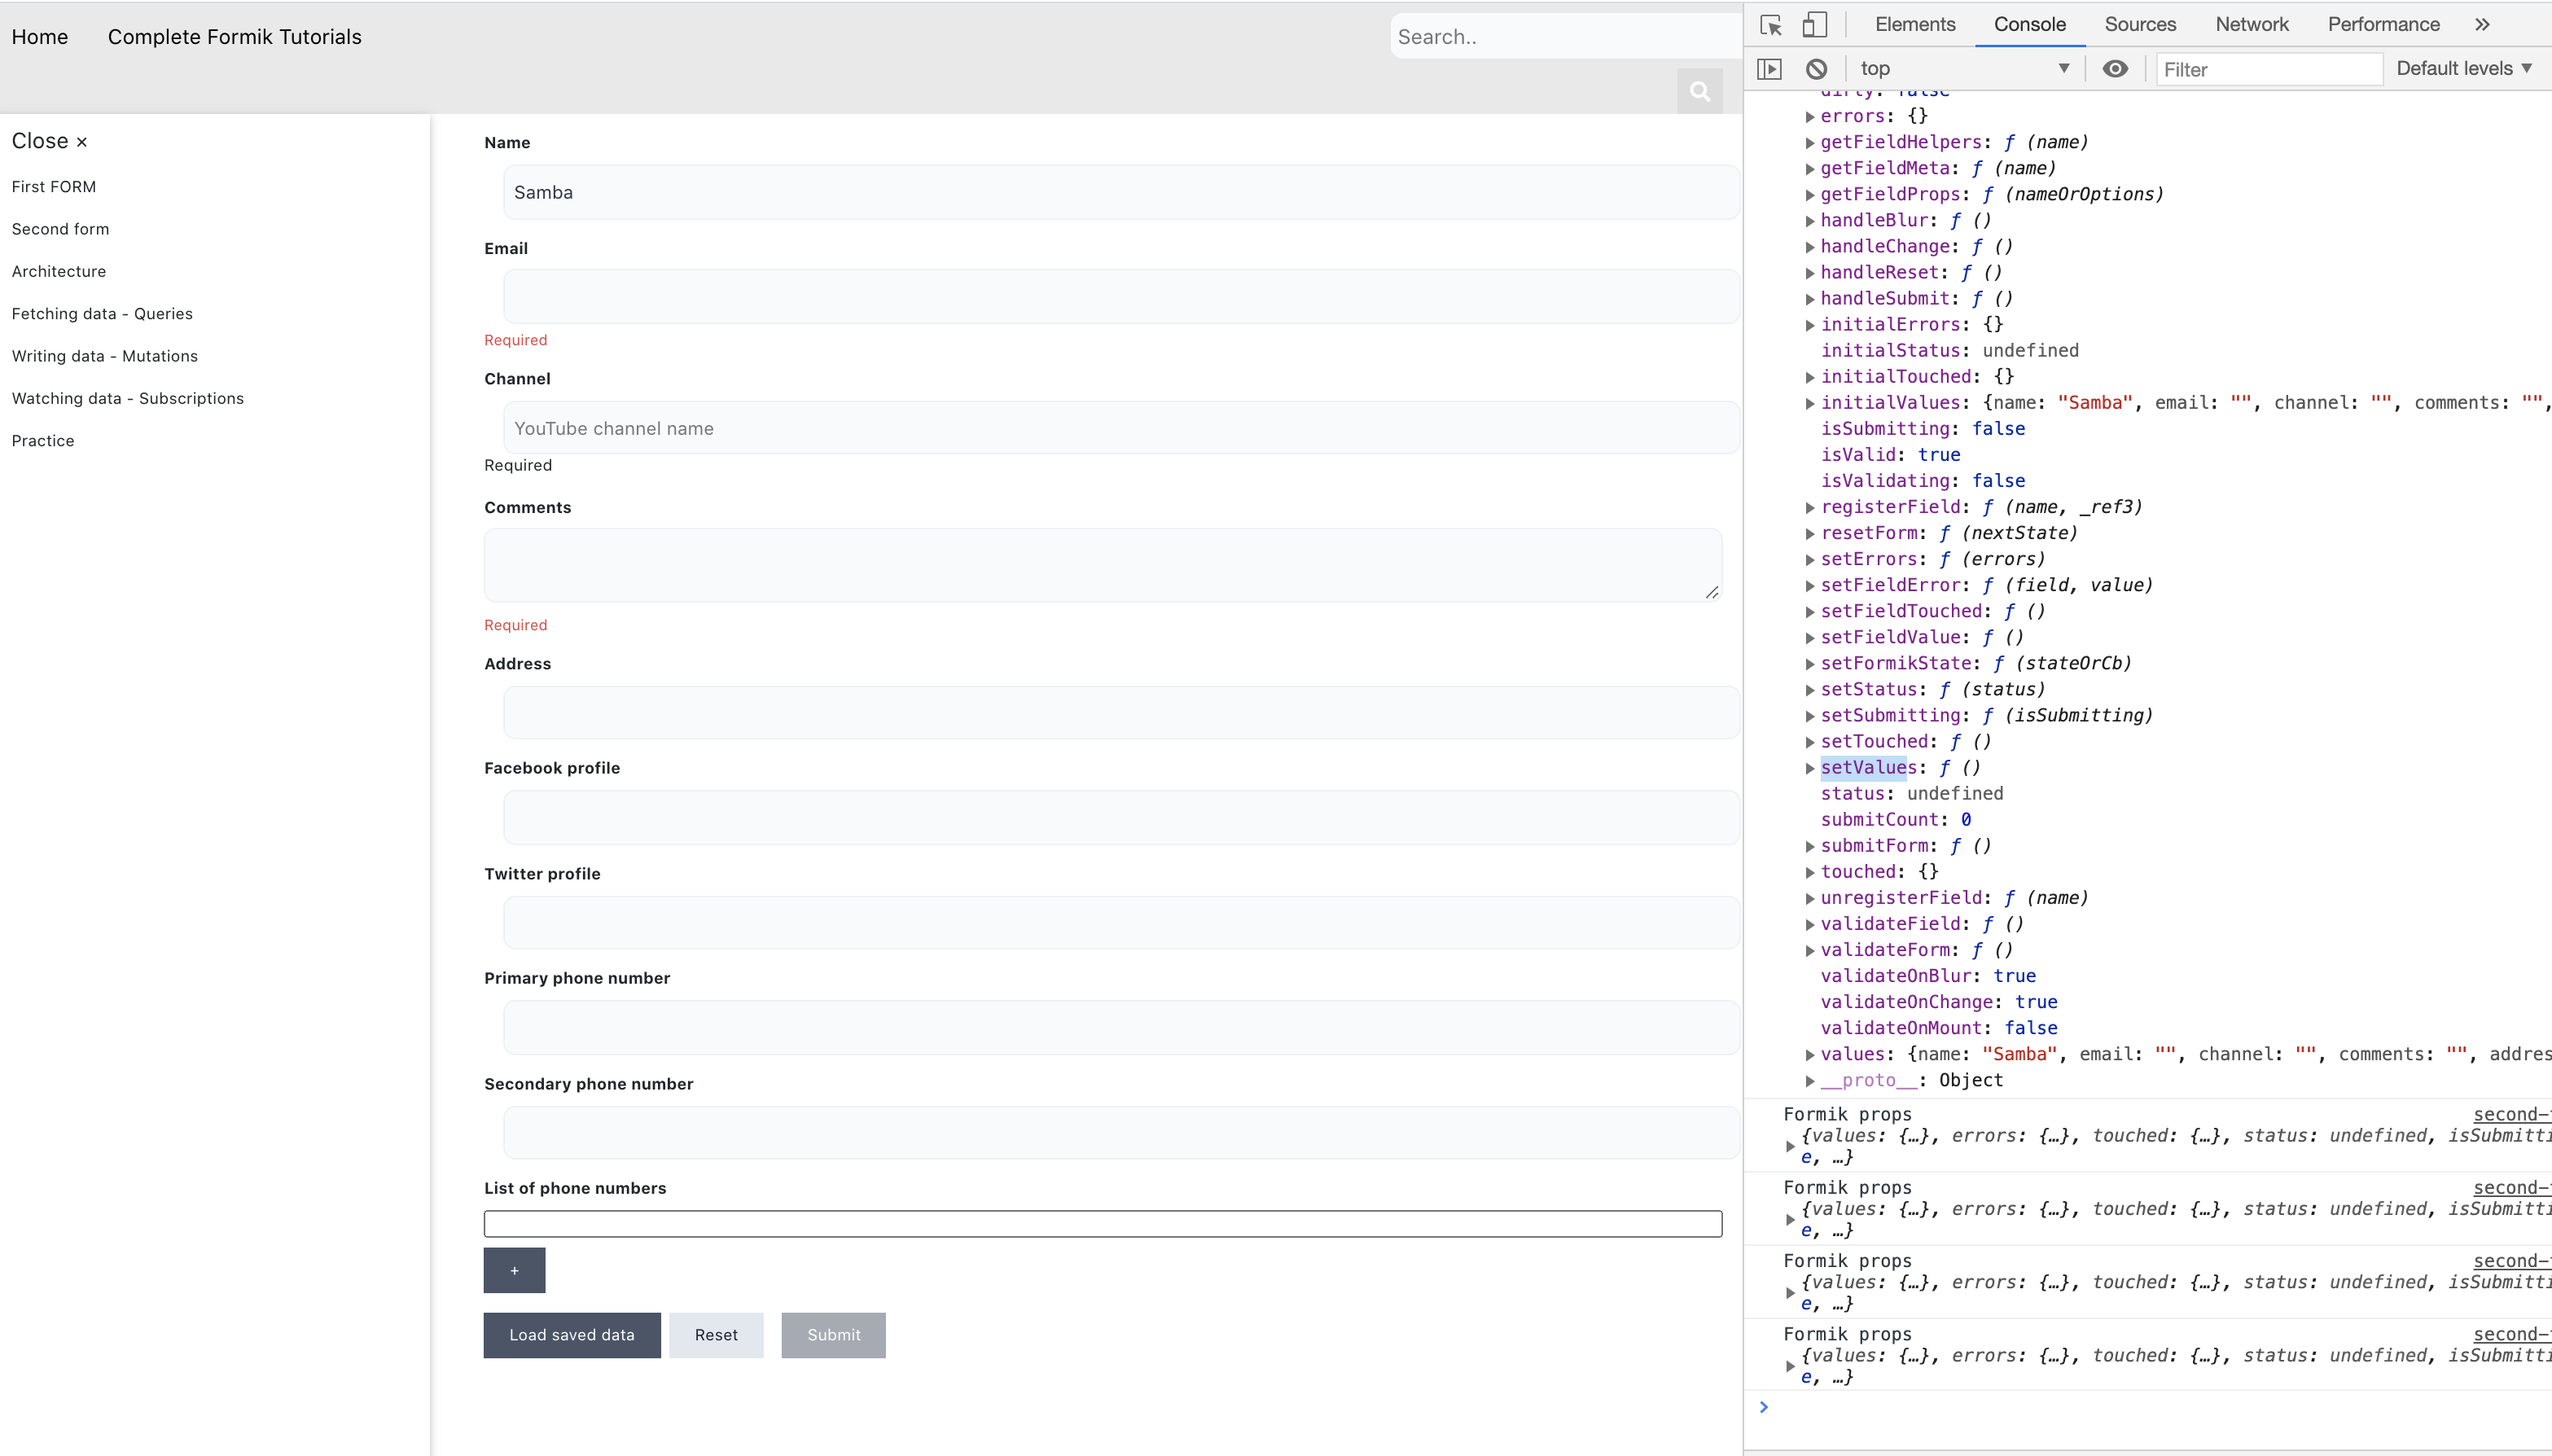 Home Complete Formik Tutorials Search..
Close ×
First FORM
Second form
Architecture
Fetching data - Queries
Writing data - Mutations
Watching data - Subscriptions
Practice
Name
Samba
Email
Required
Channel
YouTube channel name
Required
Comments
Required
Address
Facebook profile
Twitter profile
Primary phone number
Secondary phone number
List of phone numbers
+
Load saved data Reset Submit
Elements Console Sources Network Performance »
top Filter Default levels
dirty: false
errors: {}
getFieldHelpers: ƒ (name)
getFieldMeta: ƒ (name)
getFieldProps: ƒ (nameOrOptions)
handleBlur: ƒ ()
handleChange: ƒ ()
handleReset: ƒ ()
handleSubmit: ƒ ()
initialErrors: {}
initialStatus: undefined
initialTouched: {}
initialValues: {name: "Samba", email: "", channel: "", comments: "",
isSubmitting: false
isValid: true
isValidating: false
registerField: ƒ (name, _ref3)
resetForm: ƒ (nextState)
setErrors: ƒ (errors)
setFieldError: ƒ (field, value)
setFieldTouched: ƒ ()
setFieldValue: ƒ ()
setFormikState: ƒ (stateOrCb)
setStatus: ƒ (status)
setSubmitting: ƒ (isSubmitting)
setTouched: ƒ ()
setValues: ƒ ()
status: undefined
submitCount: 0
submitForm: ƒ ()
touched: {}
unregisterField: ƒ (name)
validateField: ƒ ()
validateForm: ƒ ()
validateOnBlur: true
validateOnChange: true
validateOnMount: false
values: {name: "Samba", email: "", channel: "", comments: "", addres
__proto__: Object
Formik props second-
{values: {…}, errors: {…}, touched: {…}, status: undefined, isSubmitti
e, …}
Formik props second-
{values: {…}, errors: {…}, touched: {…}, status: undefined, isSubmitti
e, …}
Formik props second-
{values: {…}, errors: {…}, touched: {…}, status: undefined, isSubmitti
e, …}
Formik props second-
{values: {…}, errors: {…}, touched: {…}, status: undefined, isSubmitti
e, …}